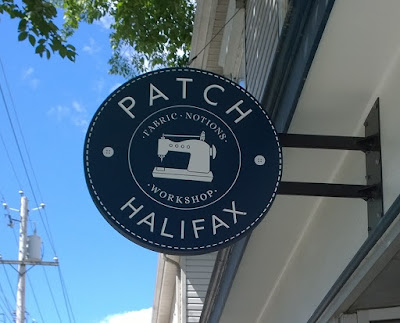 PATCH
FABRIC · NOTIONS
· WORKSHOP ·
HALIFAX